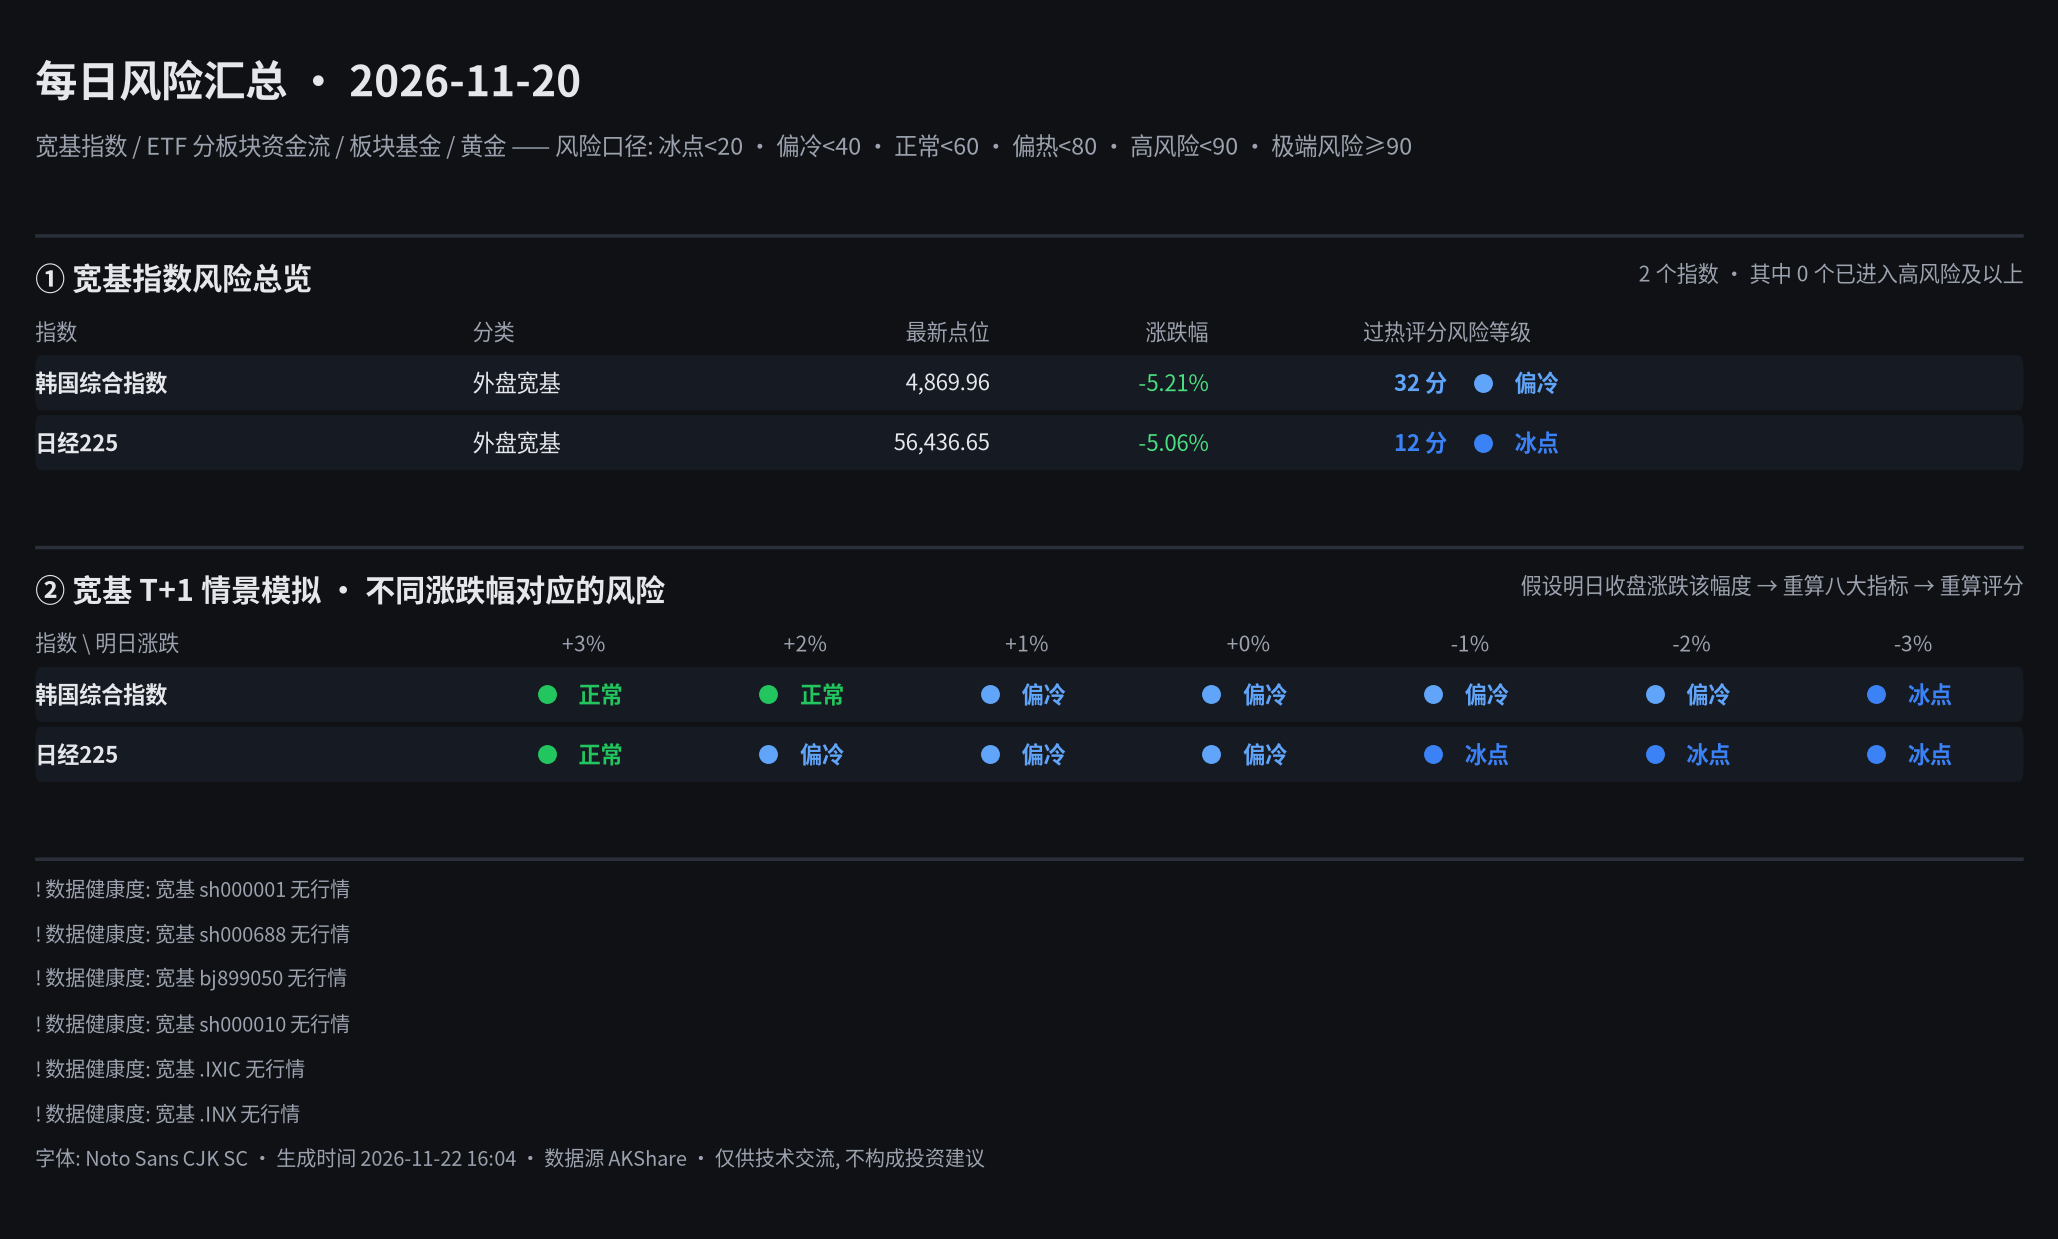 每日风险汇总 · 2026-11-20
宽基指数 / ETF 分板块资金流 / 板块基金 / 黄金 —— 风险口径: 冰点<20 · 偏冷<40 · 正常<60 · 偏热<80 · 高风险<90 · 极端风险≥90
① 宽基指数风险总览 2 个指数 · 其中 0 个已进入高风险及以上
指数 分类 最新点位 涨跌幅 过热评分风险等级
韩国综合指数 外盘宽基 4,869.96 -5.21% 32 分 偏冷
日经225 外盘宽基 56,436.65 -5.06% 12 分 冰点
② 宽基 T+1 情景模拟 · 不同涨跌幅对应的风险 假设明日收盘涨跌该幅度 → 重算八大指标 → 重算评分
指数 \ 明日涨跌 +3% +2% +1% +0% -1% -2% -3%
韩国综合指数 正常 正常 偏冷 偏冷 偏冷 偏冷 冰点
日经225 正常 偏冷 偏冷 偏冷 冰点 冰点 冰点
! 数据健康度: 宽基 sh000001 无行情
! 数据健康度: 宽基 sh000688 无行情
! 数据健康度: 宽基 bj899050 无行情
! 数据健康度: 宽基 sh000010 无行情
! 数据健康度: 宽基 .IXIC 无行情
! 数据健康度: 宽基 .INX 无行情
字体: Noto Sans CJK SC · 生成时间 2026-11-22 16:04 · 数据源 AKShare · 仅供技术交流, 不构成投资建议